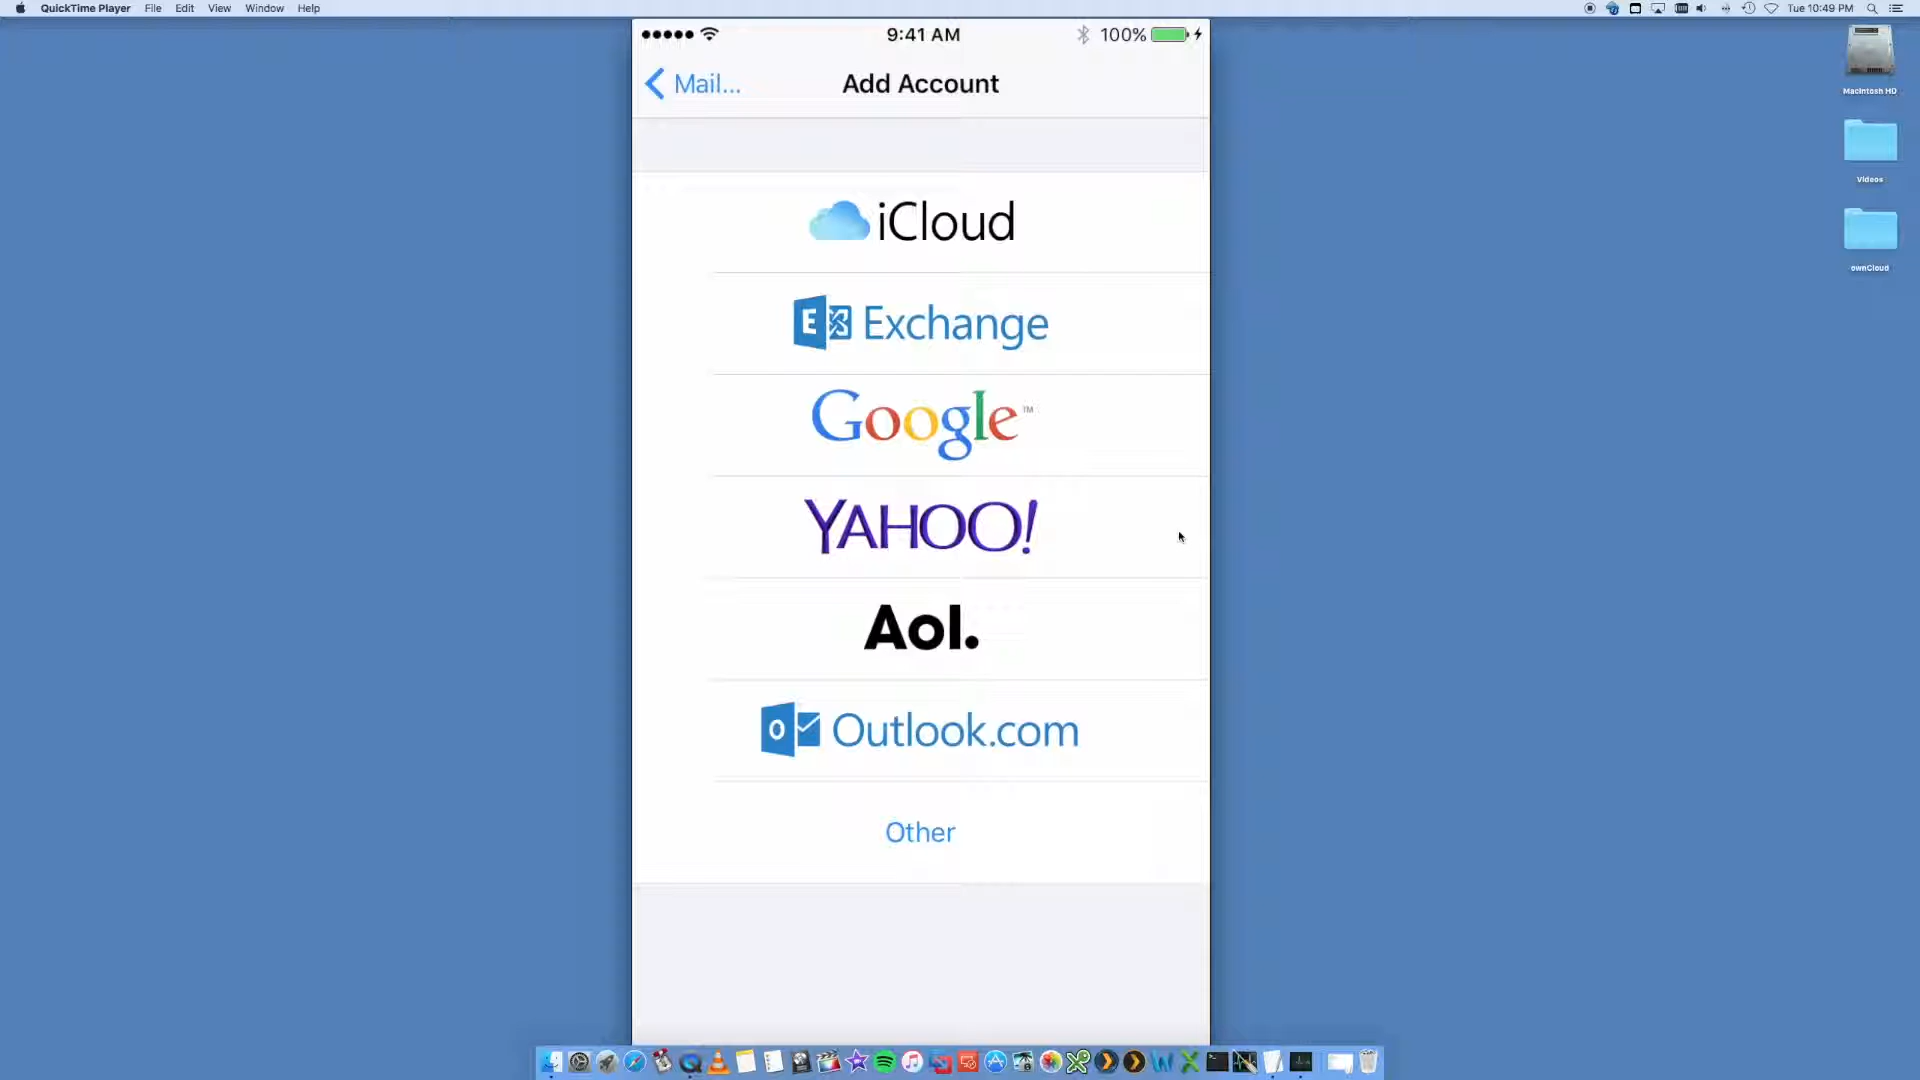 QuickTime Player File Edit View Window Help Tue 10:49 PM
9:41 AM 100%
Mail... Add Account
iCloud
E Exchange
Google™
YAHOO!
Aol.
O Outlook.com
Other
Macintosh HD
Videos
ownCloud